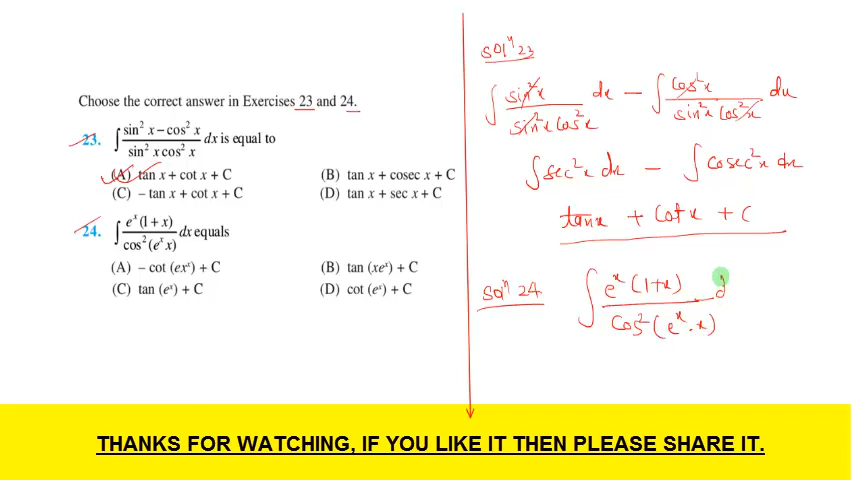 Choose the correct answer in Exercises 23 and 24.
23. ∫ (sin² x – cos² x)/(sin² x cos² x) dx is equal to
(A) tan x + cot x + C (B) tan x + cosec x + C
(C) – tan x + cot x + C (D) tan x + sec x + C
24. ∫ eˣ(1 + x)/cos² (eˣ x) dx equals
(A) – cot (exˣ) + C (B) tan (xeˣ) + C
(C) tan (eˣ) + C (D) cot (eˣ) + C
Solⁿ 23
∫ sin²x/(sin²x cos²x) dx – ∫ cos²x/(sin²x cos²x) dx
∫ sec²x dx – ∫ cosec²x dx
tanx + cotx + C
Solⁿ 24 ∫ eˣ(1+x)/cos²(eˣ·x) d
THANKS FOR WATCHING, IF YOU LIKE IT THEN PLEASE SHARE IT.